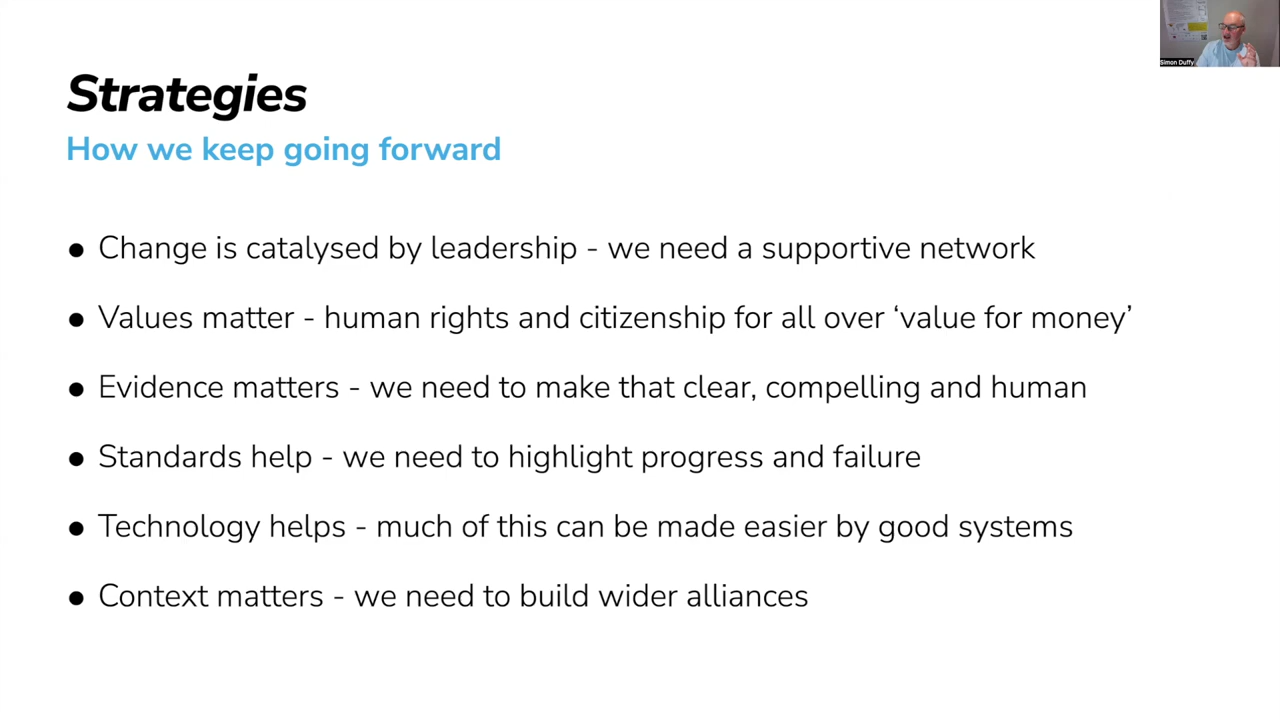 Simon Duffy
Strategies
How we keep going forward
● Change is catalysed by leadership - we need a supportive network
● Values matter - human rights and citizenship for all over ‘value for money’
● Evidence matters - we need to make that clear, compelling and human
● Standards help - we need to highlight progress and failure
● Technology helps - much of this can be made easier by good systems
● Context matters - we need to build wider alliances